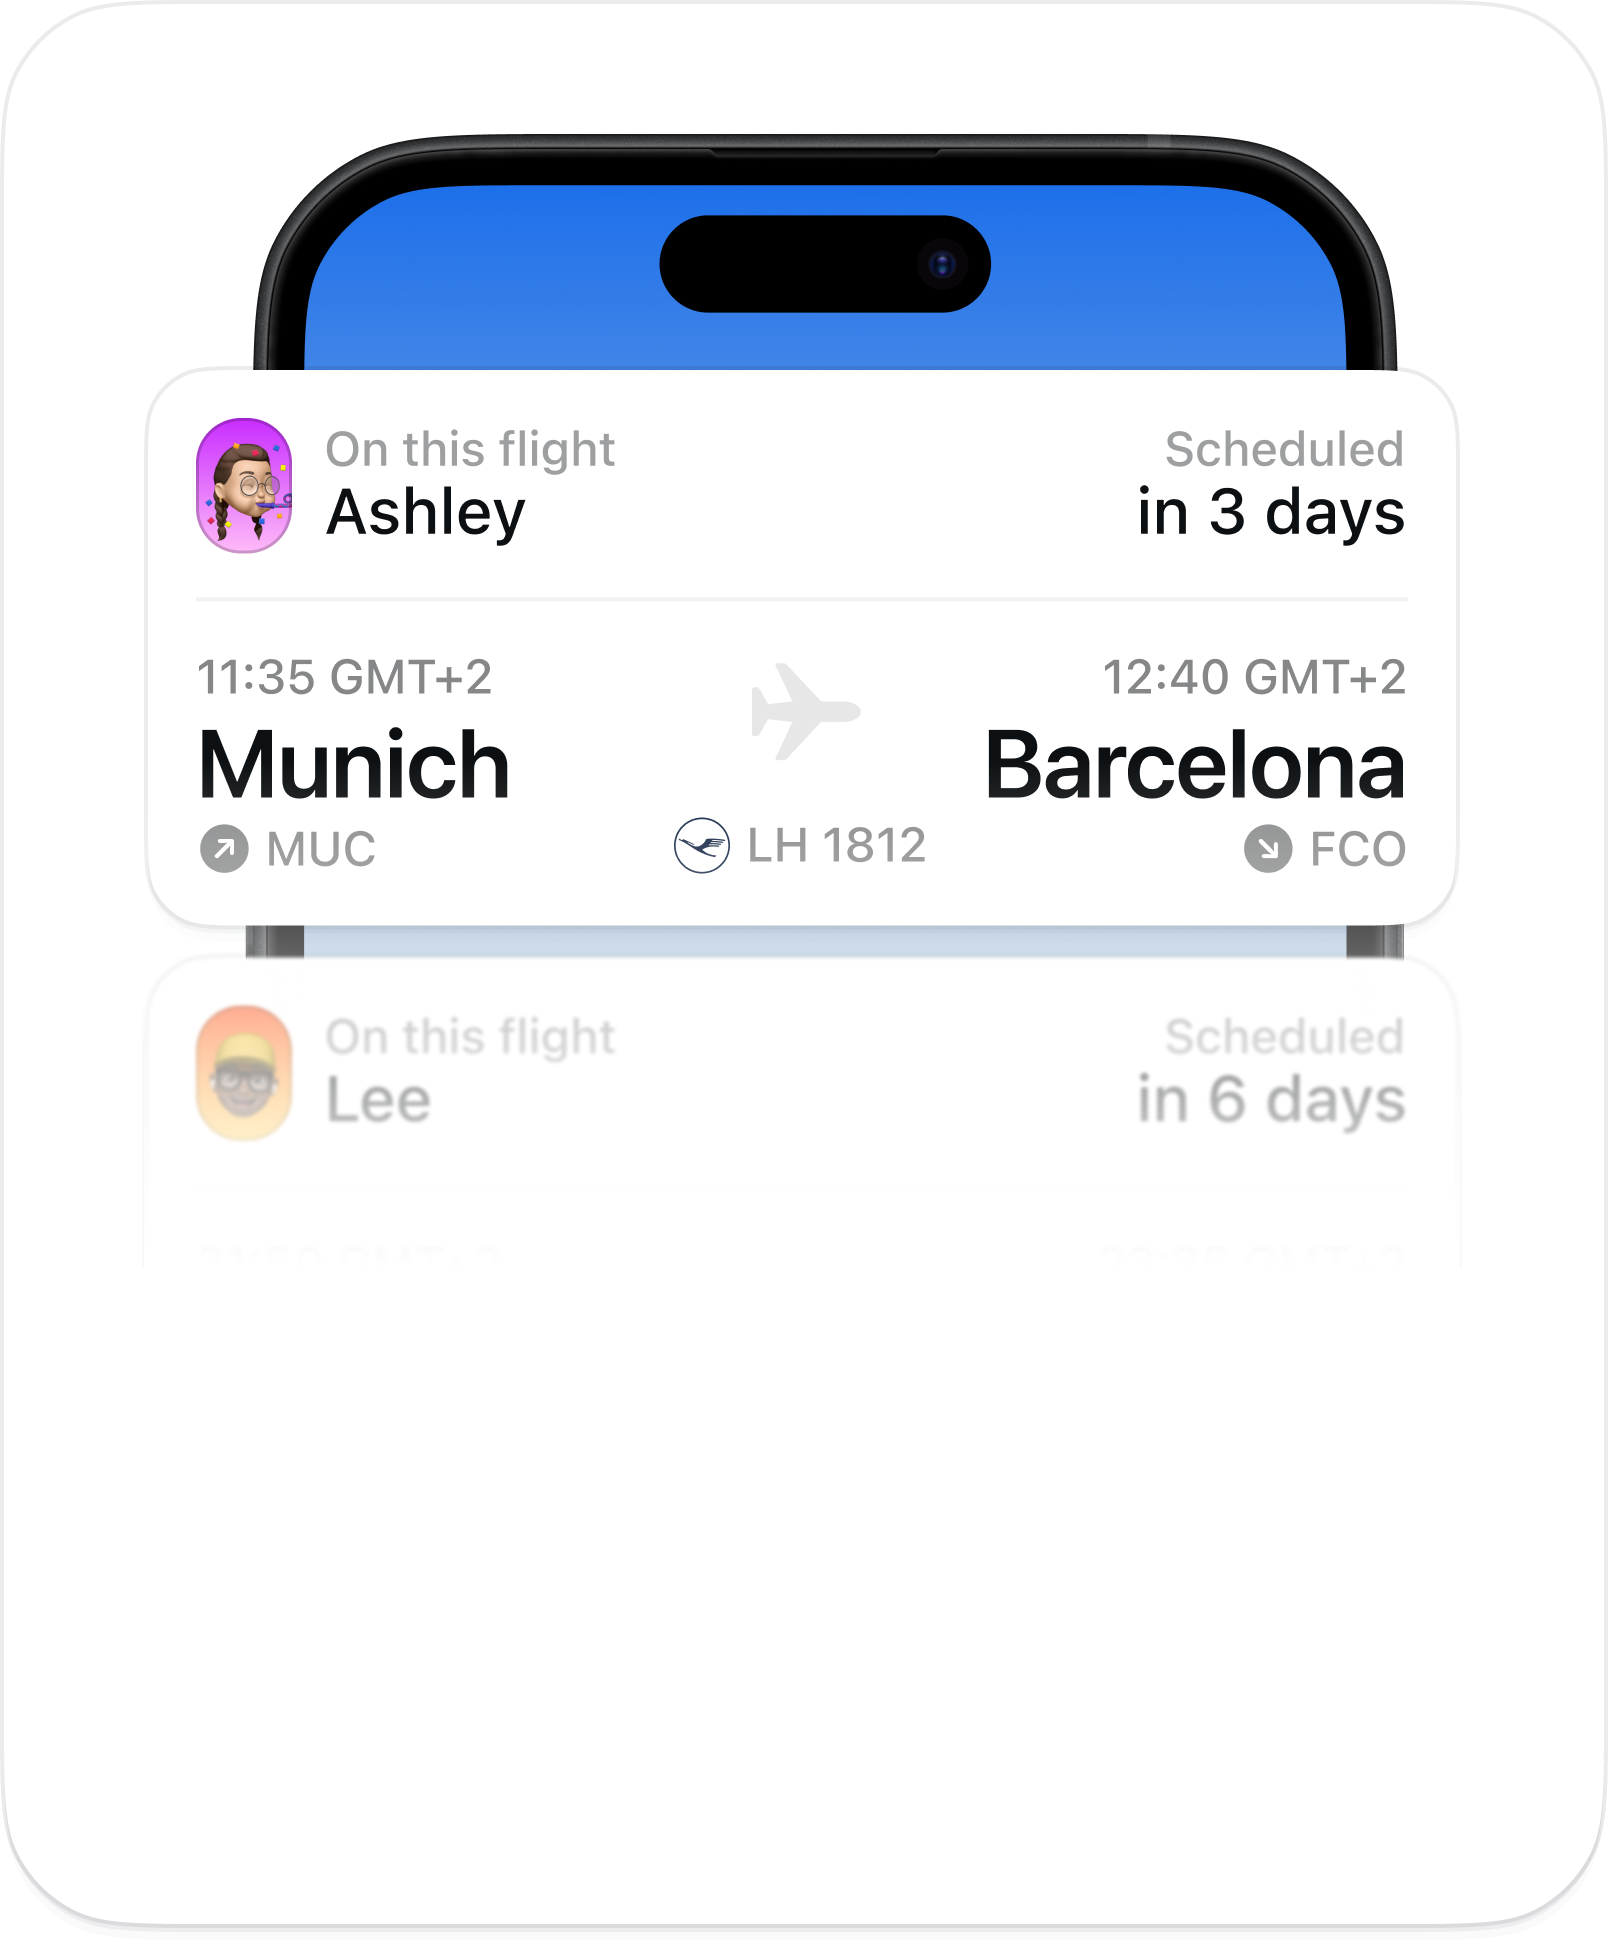 On this flight
Scheduled
Ashley
in 3 days
11:35 GMT+2
12:40 GMT+2
Munich
Barcelona
MUC
LH 1812
FCO
On this flight
Scheduled
Lee
in 6 days